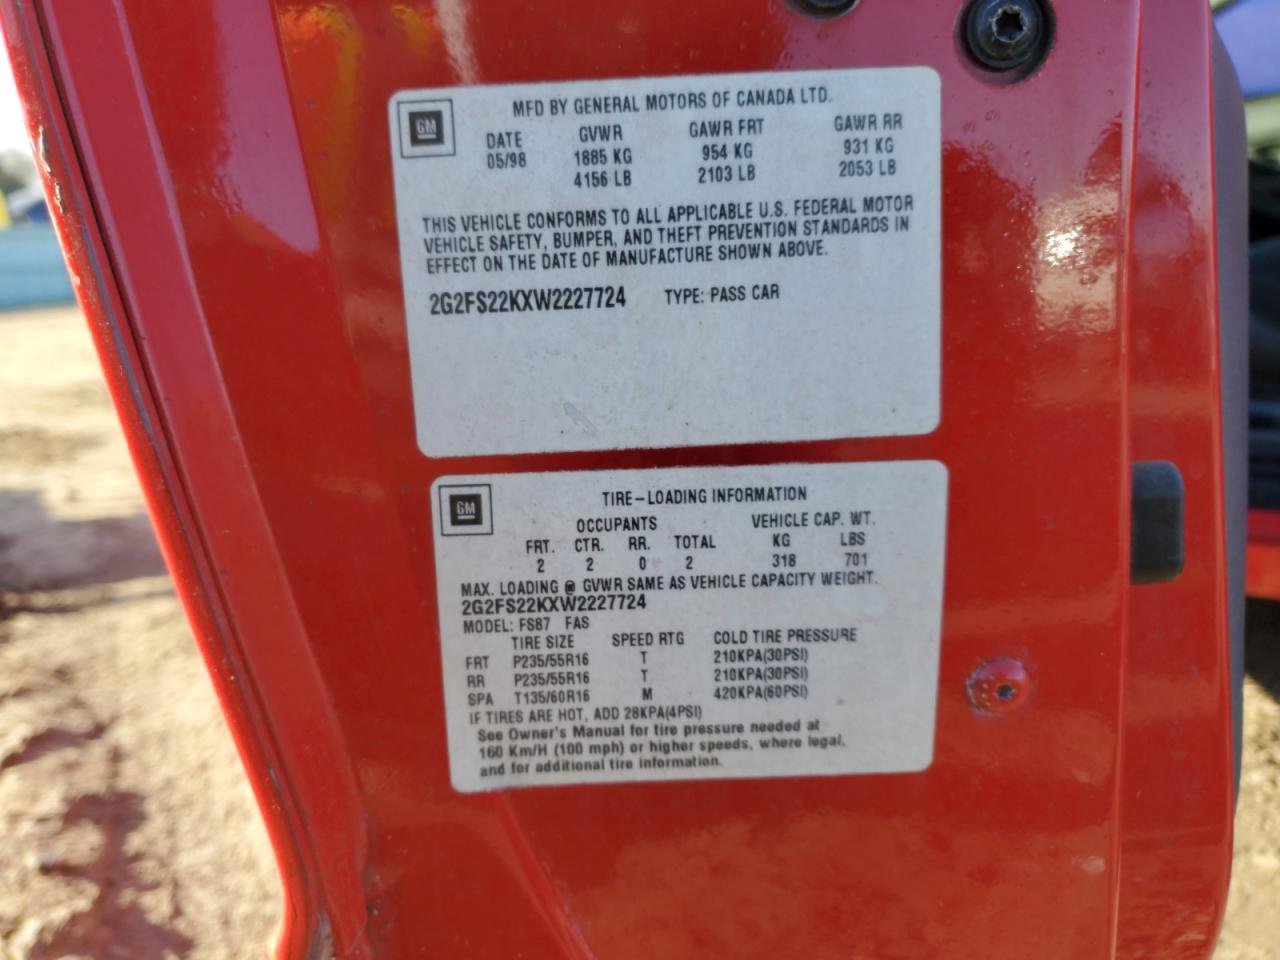 GM
MFD BY GENERAL MOTORS OF CANADA LTD.
DATE GVWR GAWR FRT GAWR RR
05/98 1885 KG 954 KG 931 KG
4156 LB 2103 LB 2053 LB
THIS VEHICLE CONFORMS TO ALL APPLICABLE U.S. FEDERAL MOTOR
VEHICLE SAFETY, BUMPER, AND THEFT PREVENTION STANDARDS IN
EFFECT ON THE DATE OF MANUFACTURE SHOWN ABOVE.
2G2FS22KXW2227724 TYPE: PASS CAR
GM
TIRE-LOADING INFORMATION
OCCUPANTS VEHICLE CAP. WT.
FRT. CTR. RR. TOTAL KG LBS
2 2 0 2 318 701
MAX. LOADING @ GVWR SAME AS VEHICLE CAPACITY WEIGHT.
2G2FS22KXW2227724
MODEL: FS87 FAS
TIRE SIZE SPEED RTG COLD TIRE PRESSURE
FRT P235/55R16 T 210KPA(30PSI)
RR P235/55R16 T 210KPA(30PSI)
SPA T135/60R16 M 420KPA(60PSI)
IF TIRES ARE HOT, ADD 28KPA(4PSI)
See Owner's Manual for tire pressure needed at
160 Km/H (100 mph) or higher speeds, where legal,
and for additional tire information.